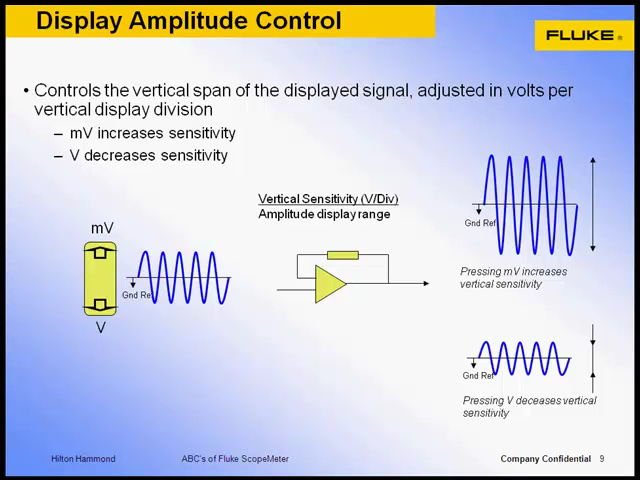 Display Amplitude Control
FLUKE®
• Controls the vertical span of the displayed signal, adjusted in volts per
vertical display division
– mV increases sensitivity
– V decreases sensitivity
Vertical Sensitivity (V/Div)
Amplitude display range
mV
Gnd Ref
V
Gnd Ref
Pressing mV increases
vertical sensitivity
Gnd Ref
Pressing V decreases vertical
sensitivity
Hilton Hammond ABC's of Fluke ScopeMeter Company Confidential 9